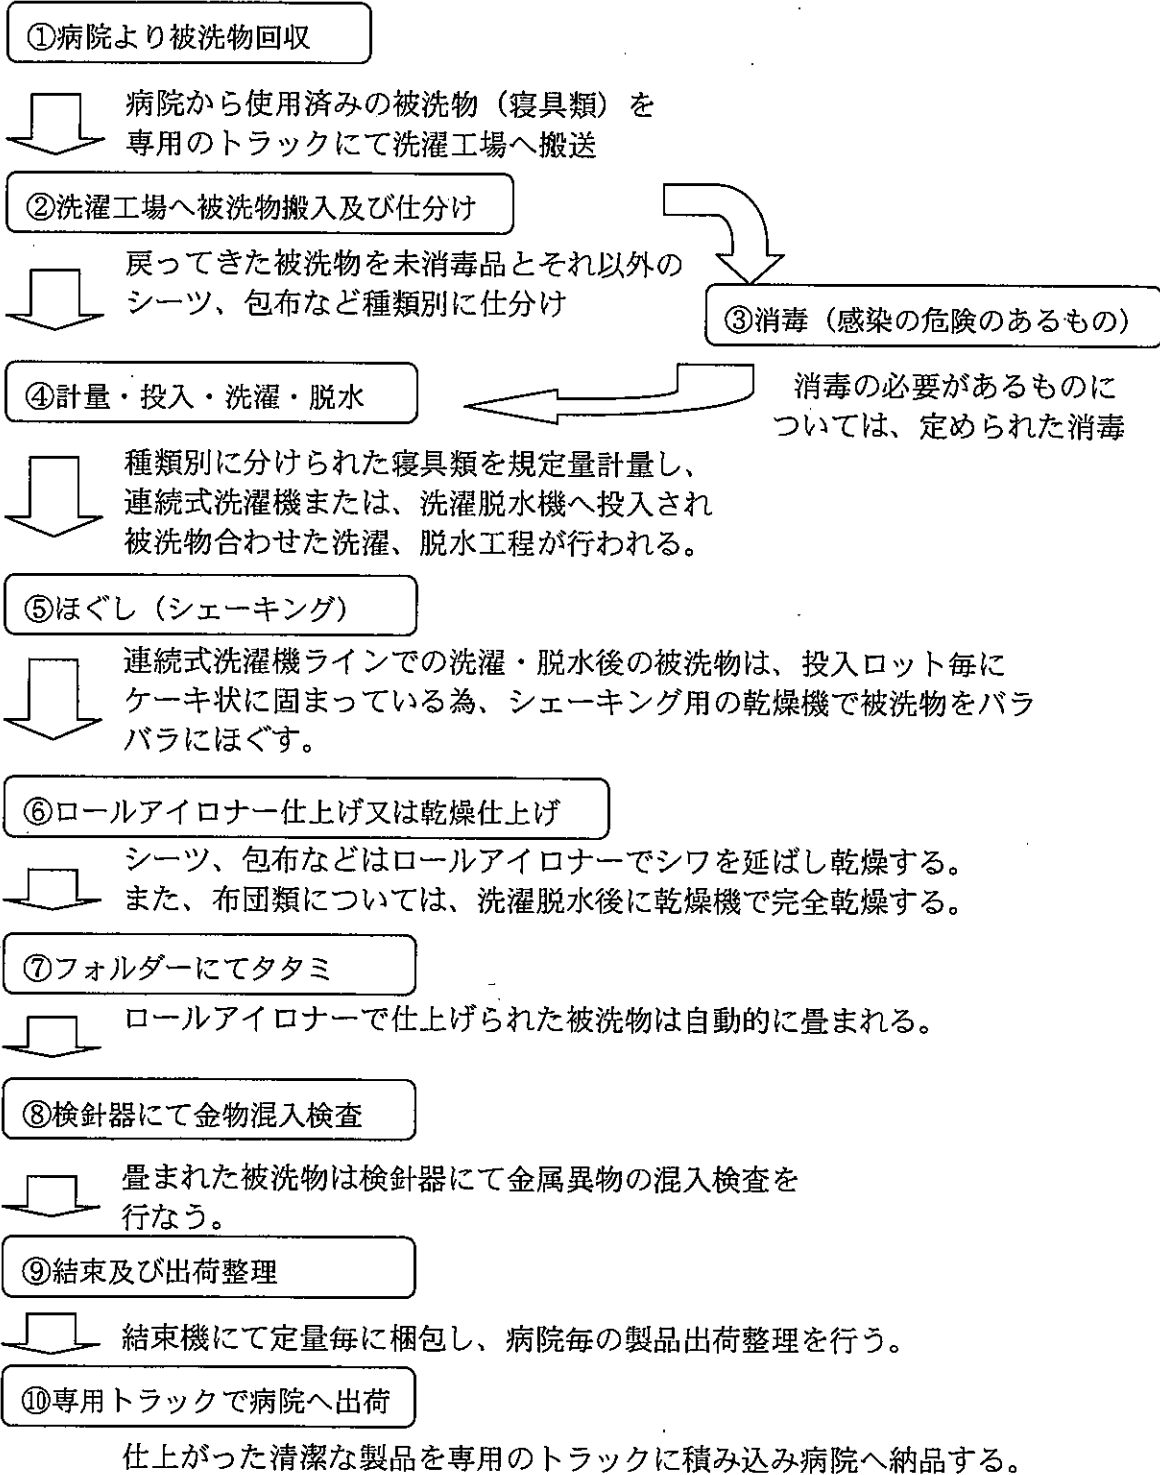 ①病院より被洗物回収
病院から使用済みの被洗物（寝具類）を
専用のトラックにて洗濯工場へ搬送
②洗濯工場へ被洗物搬入及び仕分け
戻ってきた被洗物を未消毒品とそれ以外の
シーツ、包布など種類別に仕分け
③消毒（感染の危険のあるもの）
消毒の必要があるものに
ついては、定められた消毒
④計量・投入・洗濯・脱水
種類別に分けられた寝具類を規定量計量し、
連続式洗濯機または、洗濯脱水機へ投入され
被洗物合わせた洗濯、脱水工程が行われる。
⑤ほぐし（シェーキング）
連続式洗濯機ラインでの洗濯・脱水後の被洗物は、投入ロット毎に
ケーキ状に固まっている為、シェーキング用の乾燥機で被洗物をバラ
バラにほぐす。
⑥ロールアイロナー仕上げ又は乾燥仕上げ
シーツ、包布などはロールアイロナーでシワを延ばし乾燥する。
また、布団類については、洗濯脱水後に乾燥機で完全乾燥する。
⑦フォルダーにてタタミ
ロールアイロナーで仕上げられた被洗物は自動的に畳まれる。
⑧検針器にて金物混入検査
畳まれた被洗物は検針器にて金属異物の混入検査を
行なう。
⑨結束及び出荷整理
結束機にて定量毎に梱包し、病院毎の製品出荷整理を行う。
⑩専用トラックで病院へ出荷
仕上がった清潔な製品を専用のトラックに積み込み病院へ納品する。